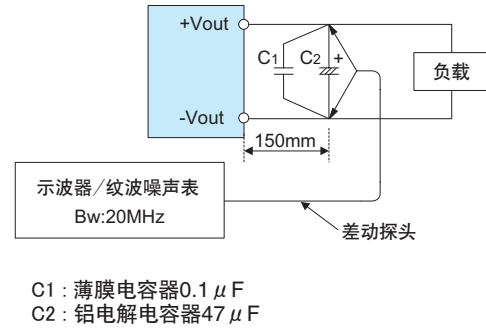 +Vout
C1
C2
+
负载
-Vout
150mm
示波器/纹波噪声表
Bw:20MHz
差动探头
C1 : 薄膜电容器0.1μF
C2 : 铝电解电容器47μF